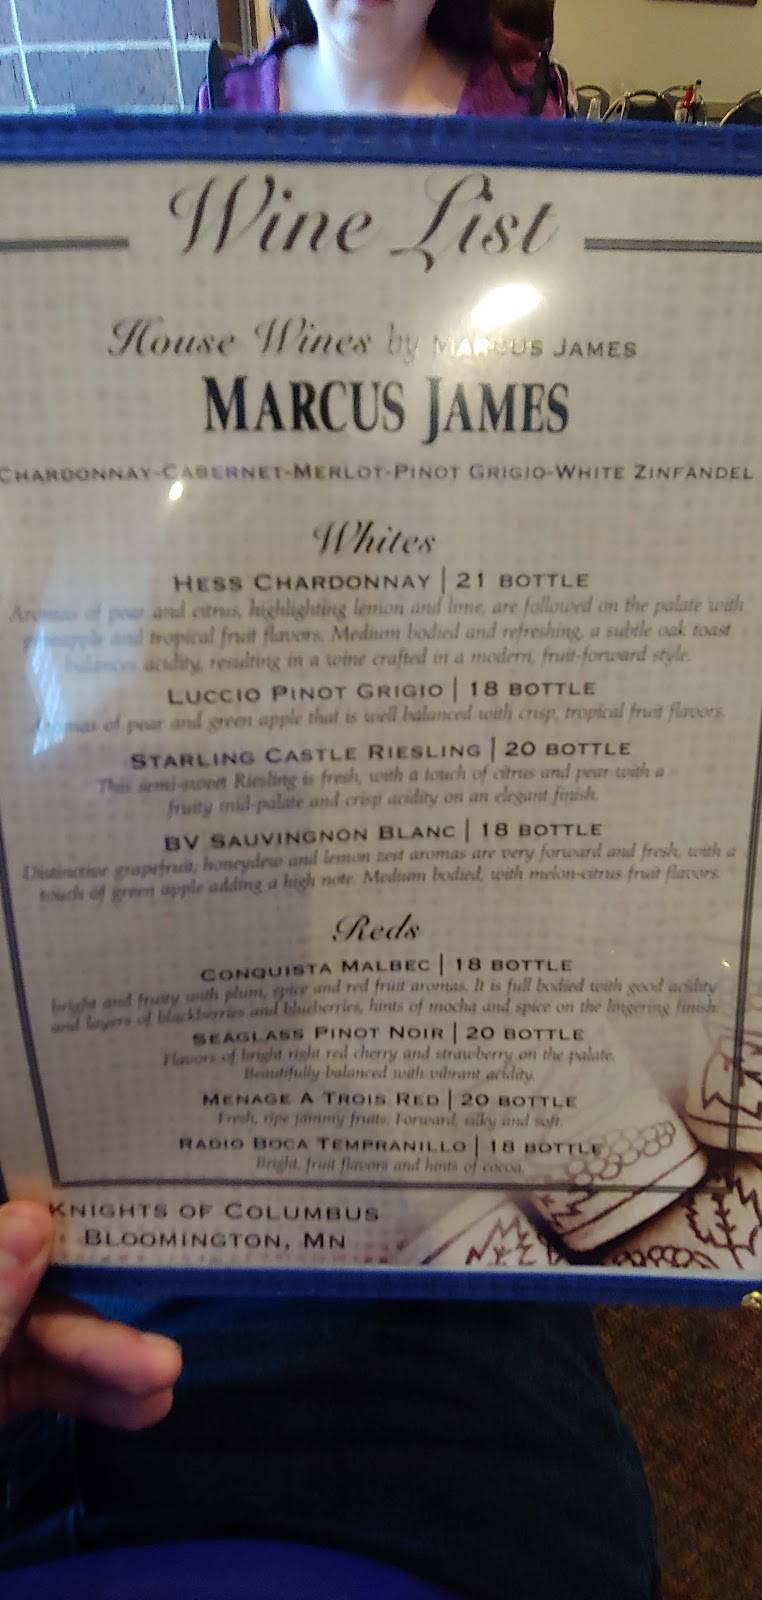 Wine List
House Wines by MARCUS JAMES
MARCUS JAMES
CHARDONNAY-CABERNET-MERLOT-PINOT GRIGIO-WHITE ZINFANDEL
Whites
HESS CHARDONNAY | 21 BOTTLE
Aromas of pear and citrus, highlighting lemon and lime, are followed on the palate with
pineapple and tropical fruit flavors. Medium bodied and refreshing, a subtle oak toast
balances acidity, resulting in a wine crafted in a modern, fruit-forward style.
LUCCIO PINOT GRIGIO | 18 BOTTLE
Aromas of pear and green apple that is well balanced with crisp, tropical fruit flavors.
STARLING CASTLE RIESLING | 20 BOTTLE
This semi-sweet Riesling is fresh, with a touch of citrus and pear with a
fruity mid-palate and crisp acidity on an elegant finish.
BV SAUVINGNON BLANC | 18 BOTTLE
Distinctive grapefruit, honeydew and lemon zest aromas are very forward and fresh, with a
touch of green apple adding a high note. Medium bodied, with melon-citrus fruit flavors.
Reds
CONQUISTA MALBEC | 18 BOTTLE
bright and fruity with plum, spice and red fruit aromas. It is full bodied with good acidity
and layers of blackberries and blueberries, hints of mocha and spice on the lingering finish.
SEAGLASS PINOT NOIR | 20 BOTTLE
Flavors of bright right red cherry and strawberry on the palate.
Beautifully balanced with vibrant acidity.
MENAGE A TROIS RED | 20 BOTTLE
Fresh, ripe jammy fruits. Forward, silky and soft.
RADIO BOCA TEMPRANILLO | 18 BOTTLE
Bright, fruit flavors and hints of cocoa.
KNIGHTS OF COLUMBUS
BLOOMINGTON, MN